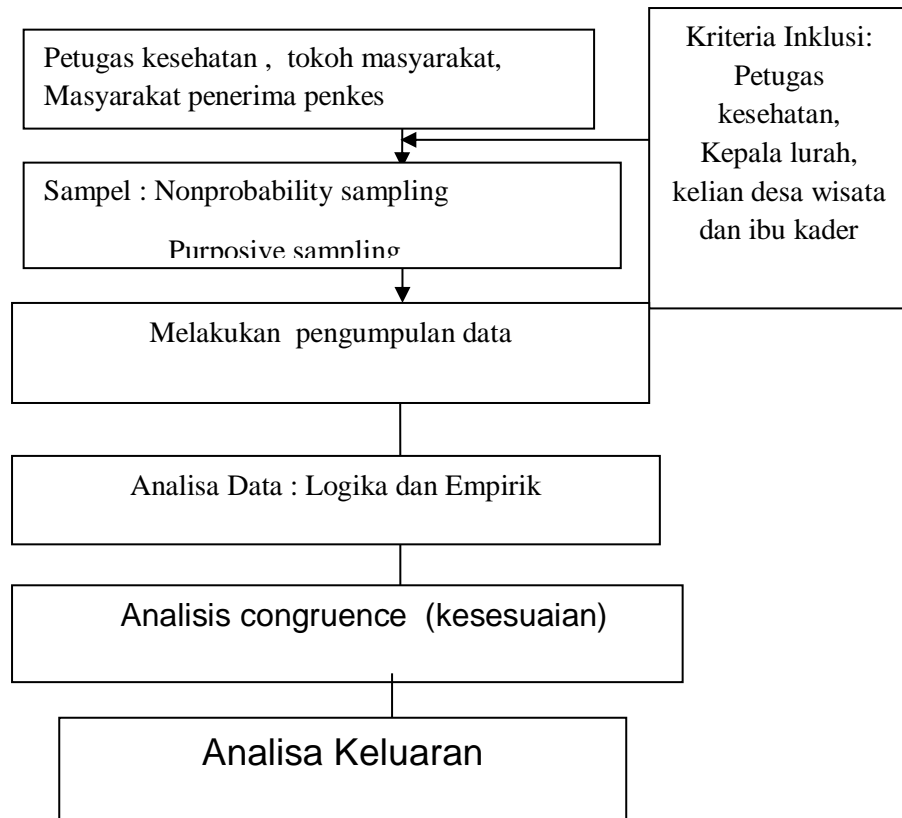 Petugas kesehatan , tokoh masyarakat,
Masyarakat penerima penkes
Kriteria Inklusi:
Petugas
kesehatan,
Kepala lurah,
kelian desa wisata
dan ibu kader
Sampel : Nonprobability sampling
Purposive sampling
Melakukan pengumpulan data
Analisa Data : Logika dan Empirik
Analisis congruence (kesesuaian)
Analisa Keluaran